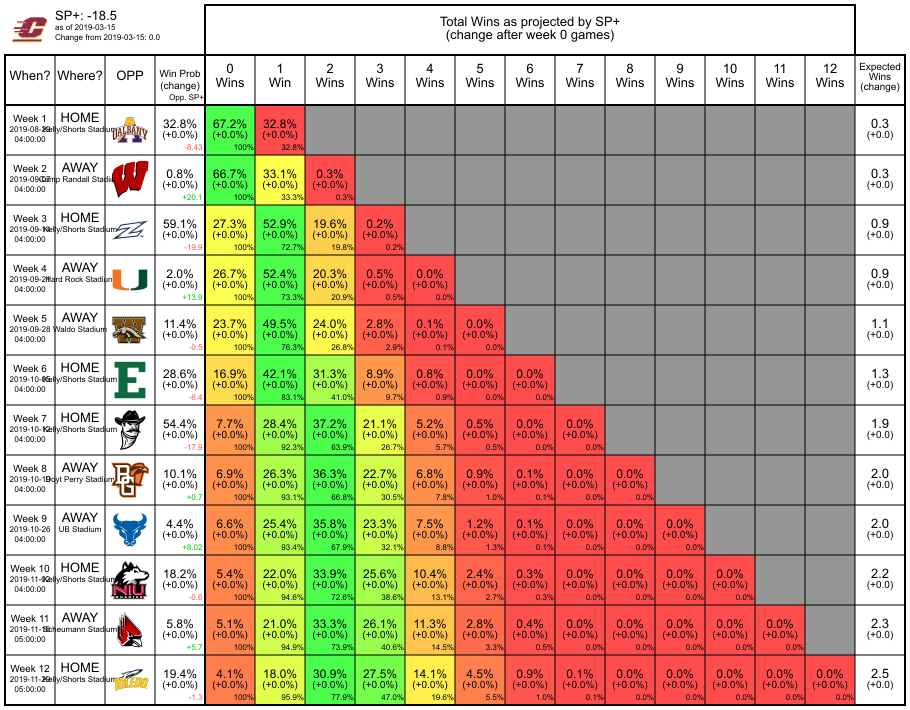 SP+: -18.5
as of 2019-03-15
Change from 2019-03-15: 0.0
Total Wins as projected by SP+
(change after week 0 games)
When? Where? OPP Win Prob (change) Opp. SP+ 0 Wins 1 Win 2 Wins 3 Wins 4 Wins 5 Wins 6 Wins 7 Wins 8 Wins 9 Wins 10 Wins 11 Wins 12 Wins Expected Wins (change)
Week 1 HOME 32.8% 67.2% 32.8% 0.3
Kelly/Shorts Stadium ALBANY (+0.0%) (+0.0%) (+0.0%) (+0.0)
04:00:00 -8.43 100% 32.8%
Week 2 AWAY 0.8% 66.7% 33.1% 0.3% 0.3
Camp Randall Stadium W (+0.0%) (+0.0%) (+0.0%) (+0.0%) (+0.0)
04:00:00 +20.1 100% 33.3% 0.3%
Week 3 HOME 59.1% 27.3% 52.9% 19.6% 0.2% 0.9
Kelly/Shorts Stadium Z (+0.0%) (+0.0%) (+0.0%) (+0.0%) (+0.0%) (+0.0)
04:00:00 -19.9 100% 72.7% 19.8% 0.2%
Week 4 AWAY 2.0% 26.7% 52.4% 20.3% 0.5% 0.0% 0.9
Hard Rock Stadium U (+0.0%) (+0.0%) (+0.0%) (+0.0%) (+0.0%) (+0.0%) (+0.0)
04:00:00 +13.9 100% 73.3% 20.9% 0.5% 0.0%
Week 5 AWAY 11.4% 23.7% 49.5% 24.0% 2.8% 0.1% 0.0% 1.1
2019-09-28 Waldo Stadium W (+0.0%) (+0.0%) (+0.0%) (+0.0%) (+0.0%) (+0.0%) (+0.0%) (+0.0)
04:00:00 -0.5 100% 76.3% 26.8% 2.9% 0.1% 0.0%
Week 6 HOME 28.6% 16.9% 42.1% 31.3% 8.9% 0.8% 0.0% 0.0% 1.3
Kelly/Shorts Stadium E (+0.0%) (+0.0%) (+0.0%) (+0.0%) (+0.0%) (+0.0%) (+0.0%) (+0.0%) (+0.0)
04:00:00 -6.4 100% 83.1% 41.0% 9.7% 0.9% 0.0% 0.0%
Week 7 HOME 54.4% 7.7% 28.4% 37.2% 21.1% 5.2% 0.5% 0.0% 0.0% 1.9
Kelly/Shorts Stadium (+0.0%) (+0.0%) (+0.0%) (+0.0%) (+0.0%) (+0.0%) (+0.0%) (+0.0%) (+0.0%) (+0.0)
04:00:00 -17.9 100% 92.3% 63.9% 26.7% 5.7% 0.5% 0.0% 0.0%
Week 8 AWAY 10.1% 6.9% 26.3% 36.3% 22.7% 6.8% 0.9% 0.1% 0.0% 0.0% 2.0
Doyt Perry Stadium BG (+0.0%) (+0.0%) (+0.0%) (+0.0%) (+0.0%) (+0.0%) (+0.0%) (+0.0%) (+0.0%) (+0.0%) (+0.0)
04:00:00 +0.7 100% 93.1% 66.8% 30.5% 7.8% 1.0% 0.1% 0.0% 0.0%
Week 9 AWAY 4.4% 6.6% 25.4% 35.8% 23.3% 7.5% 1.2% 0.1% 0.0% 0.0% 0.0% 2.0
2019-10-26 UB Stadium (+0.0%) (+0.0%) (+0.0%) (+0.0%) (+0.0%) (+0.0%) (+0.0%) (+0.0%) (+0.0%) (+0.0%) (+0.0%) (+0.0)
04:00:00 +8.02 100% 93.4% 67.9% 32.1% 8.8% 1.3% 0.1% 0.0% 0.0% 0.0%
Week 10 HOME 18.2% 5.4% 22.0% 33.9% 25.6% 10.4% 2.4% 0.3% 0.0% 0.0% 0.0% 0.0% 2.2
Kelly/Shorts Stadium NIU (+0.0%) (+0.0%) (+0.0%) (+0.0%) (+0.0%) (+0.0%) (+0.0%) (+0.0%) (+0.0%) (+0.0%) (+0.0%) (+0.0%) (+0.0)
04:00:00 -0.6 100% 94.6% 72.6% 38.6% 13.1% 2.7% 0.3% 0.0% 0.0% 0.0% 0.0%
Week 11 AWAY 5.8% 5.1% 21.0% 33.3% 26.1% 11.3% 2.8% 0.4% 0.0% 0.0% 0.0% 0.0% 0.0% 2.3
Scheumann Stadium (+0.0%) (+0.0%) (+0.0%) (+0.0%) (+0.0%) (+0.0%) (+0.0%) (+0.0%) (+0.0%) (+0.0%) (+0.0%) (+0.0%) (+0.0%) (+0.0)
05:00:00 +5.7 100% 94.9% 73.9% 40.6% 14.5% 3.3% 0.5% 0.0% 0.0% 0.0% 0.0% 0.0%
Week 12 HOME 19.4% 4.1% 18.0% 30.9% 27.5% 14.1% 4.5% 0.9% 0.1% 0.0% 0.0% 0.0% 0.0% 0.0% 2.5
Kelly/Shorts Stadium TOLEDO (+0.0%) (+0.0%) (+0.0%) (+0.0%) (+0.0%) (+0.0%) (+0.0%) (+0.0%) (+0.0%) (+0.0%) (+0.0%) (+0.0%) (+0.0%) (+0.0%) (+0.0)
05:00:00 -1.3 100% 95.9% 77.9% 47.0% 19.6% 5.5% 1.0% 0.1% 0.0% 0.0% 0.0% 0.0% 0.0%